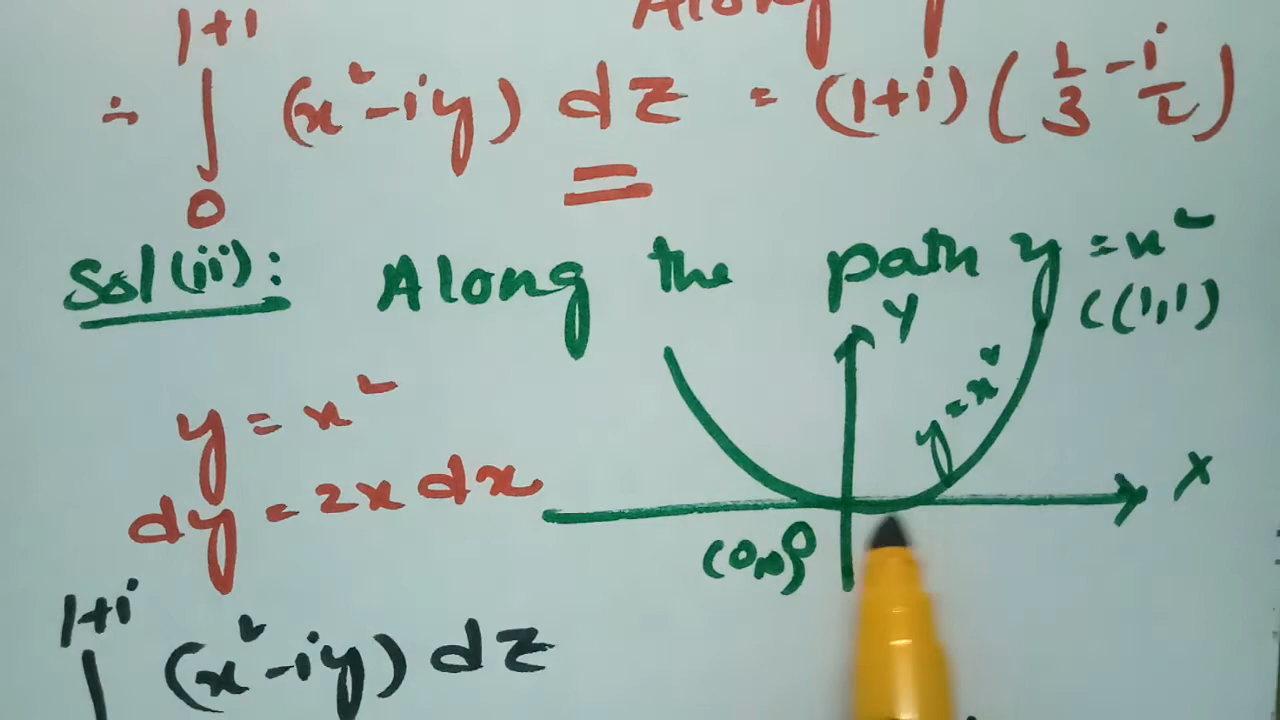 Along y
1+i
∴ ∫ (x² - iy) dz = (1+i) (1/3 - i/2)
0
Sol(ii): Along the path y = x²
Y
((1,1)
y = x²
y = x²
X
dy = 2x dx
(0,0)
1+i
∫ (x² - iy) dz